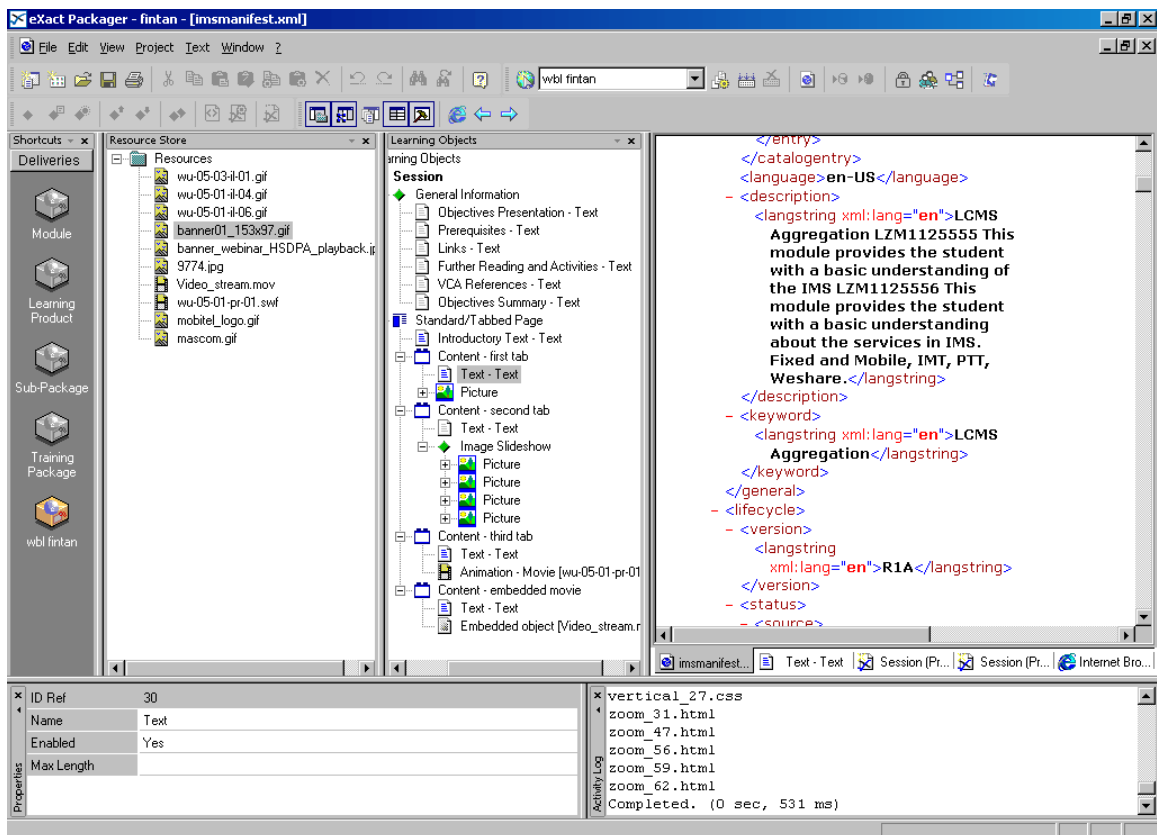 eXact Packager - fintan - [imsmanifest.xml]
File Edit View Project Text Window ?
wbl fintan
Shortcuts
Deliveries
Module
Learning
Product
Sub-Package
Training
Package
wbl fintan
Resource Store
Resources
wu-05-03-il-01.gif
wu-05-01-il-04.gif
wu-05-01-il-06.gif
banner01_153x97.gif
banner_webinar_HSDPA_playback.jp
9774.jpg
Video_stream.mov
wu-05-01-pr-01.swf
mobitel_logo.gif
mascom.gif
Learning Objects
arning Objects
Session
General Information
Objectives Presentation - Text
Prerequisites - Text
Links - Text
Further Reading and Activities - Text
VCA References - Text
Objectives Summary - Text
Standard/Tabbed Page
Introductory Text - Text
Content - first tab
Text - Text
Picture
Content - second tab
Text - Text
Image Slideshow
Picture
Picture
Picture
Picture
Content - third tab
Text - Text
Animation - Movie [wu-05-01-pr-01
Content - embedded movie
Text - Text
Embedded object [Video_stream.m
</entry>
</catalogentry>
<language>en-US</language>
- <description>
<langstring xml:lang="en">LCMS
Aggregation LZM1125555 This
module provides the student
with a basic understanding of
the IMS LZM1125556 This
module provides the student
with a basic understanding
about the services in IMS.
Fixed and Mobile, IMT, PTT,
Weshare.</langstring>
</description>
- <keyword>
<langstring xml:lang="en">LCMS
Aggregation</langstring>
</keyword>
</general>
- <lifecycle>
- <version>
<langstring
xml:lang="en">R1A</langstring>
</version>
- <status>
- <source>
imsmanifest... Text - Text Session (Pr... Session (Pr... Internet Bro...
Properties
ID Ref 30
Name Text
Enabled Yes
Max Length
Activity Log
vertical_27.css
zoom_31.html
zoom_47.html
zoom_56.html
zoom_59.html
zoom_62.html
Completed. (0 sec, 531 ms)